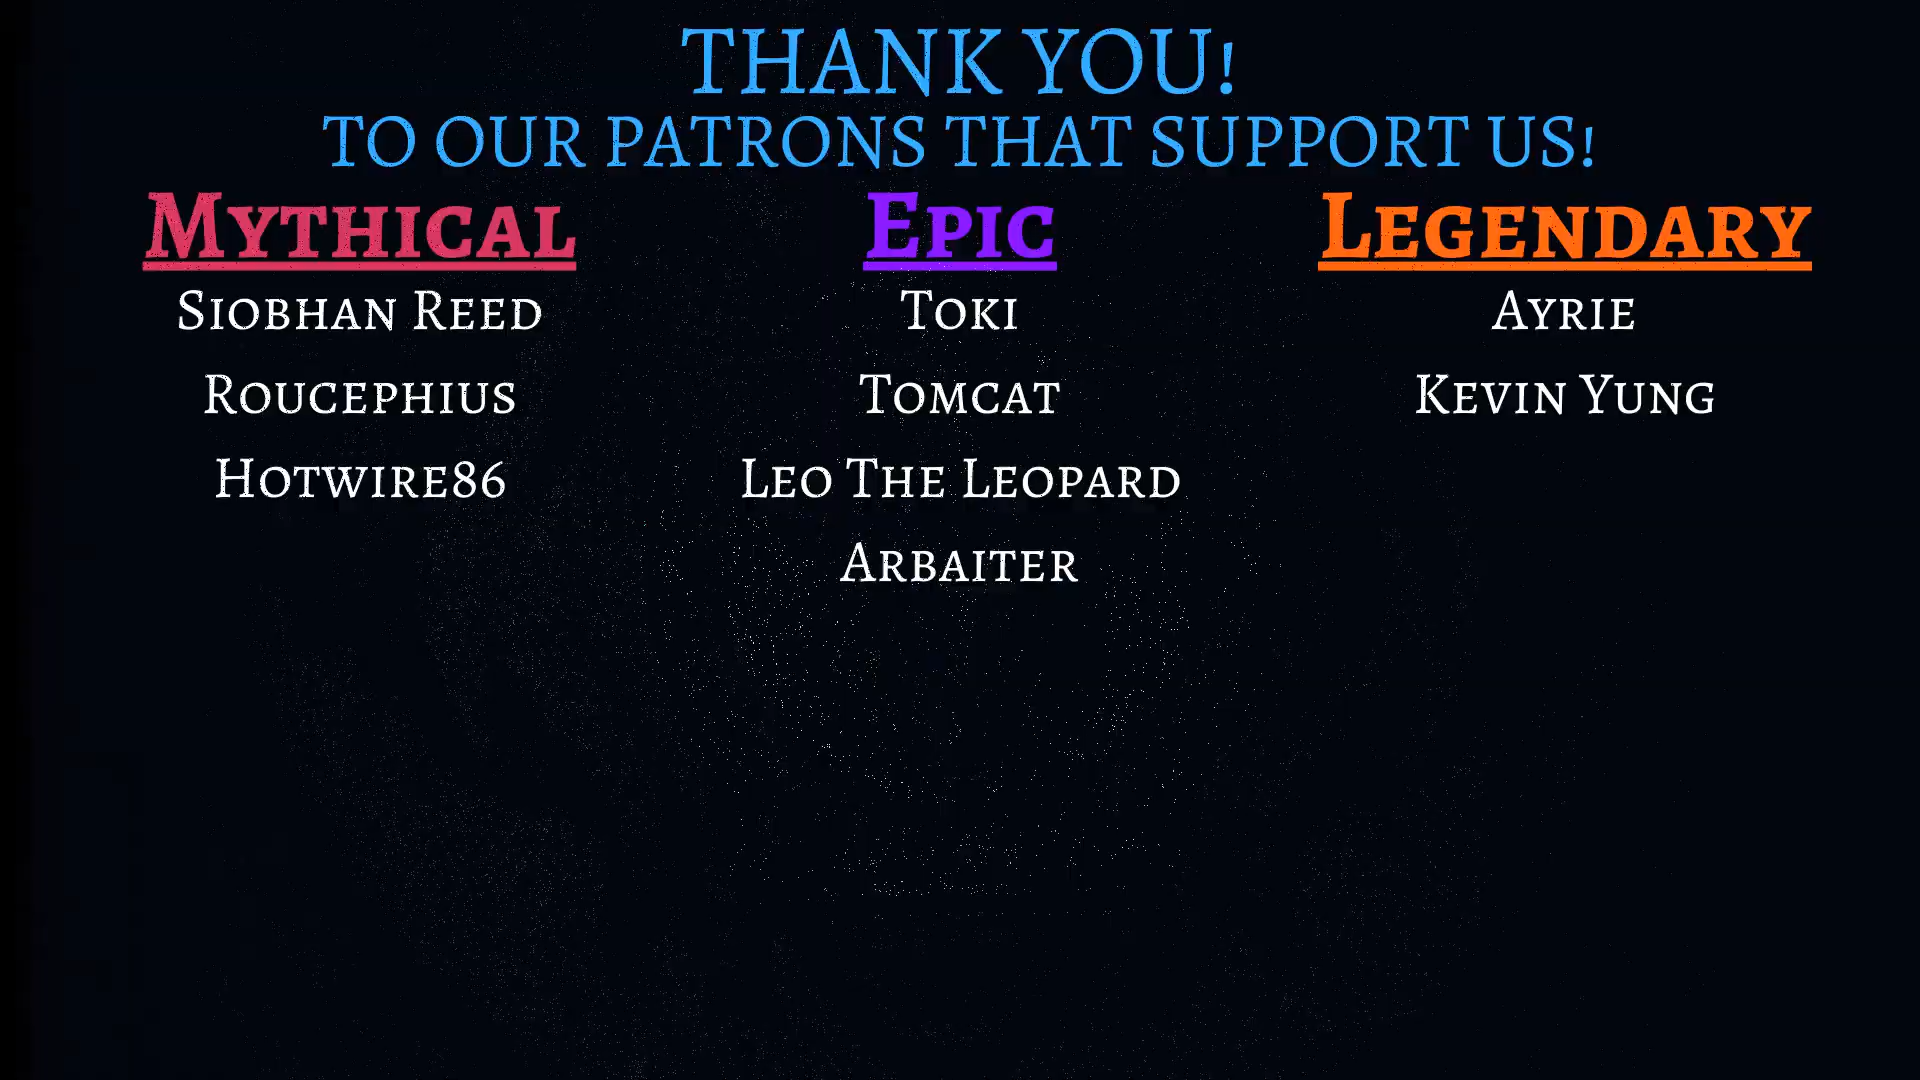 THANK YOU!
TO OUR PATRONS THAT SUPPORT US!
Mythical
Siobhan Reed
Roucephius
Hotwire86
Epic
Toki
Tomcat
Leo The Leopard
Arbaiter
Legendary
Ayrie
Kevin Yung